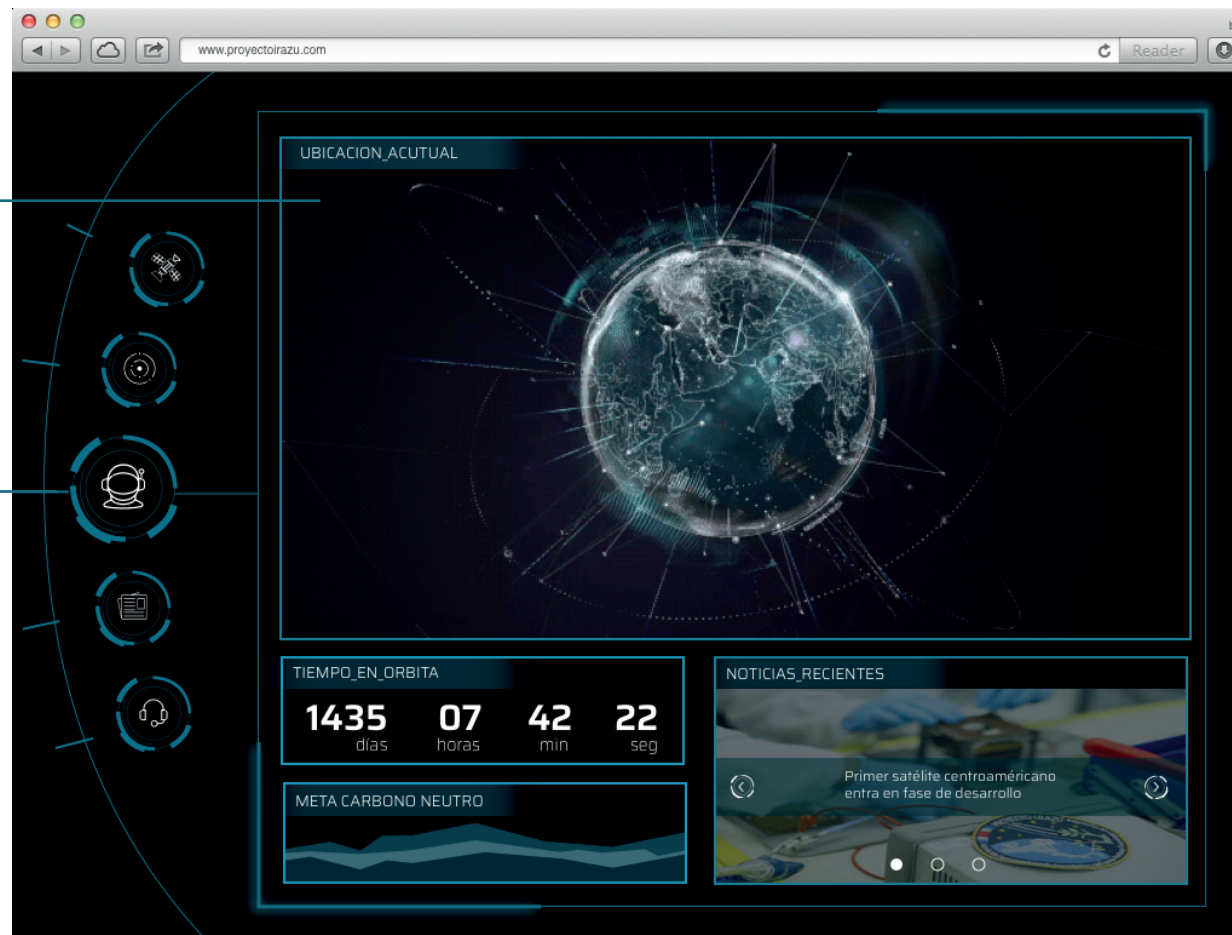 www.proyectoirazu.com
Reader
UBICACION_ACUTUAL
TIEMPO_EN_ORBITA
1435 07 42 22
días horas min seg
META CARBONO NEUTRO
NOTICIAS_RECIENTES
Primer satélite centroaméricano
entra en fase de desarrollo